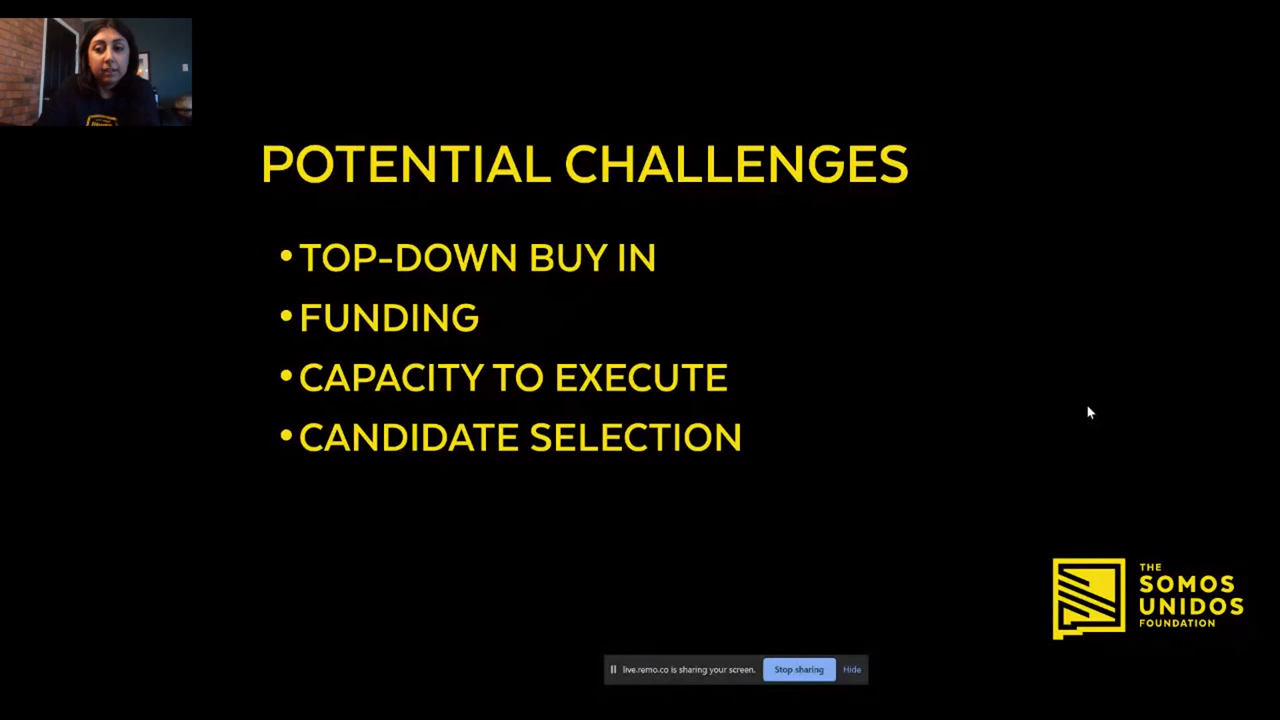 POTENTIAL CHALLENGES
•TOP-DOWN BUY IN
•FUNDING
•CAPACITY TO EXECUTE
•CANDIDATE SELECTION
THE
SOMOS
UNIDOS
FOUNDATION
live.remo.co is sharing your screen. Stop sharing Hide